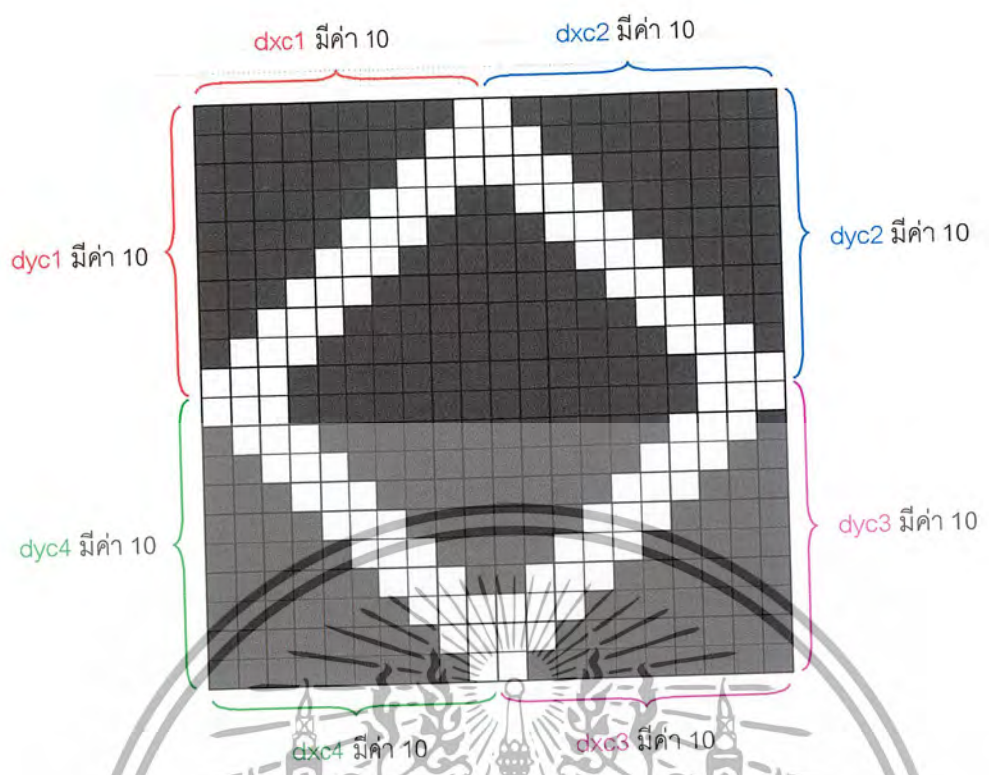 dxc1 มีค่า 10
dxc2 มีค่า 10
dyc1 มีค่า 10
dyc2 มีค่า 10
dyc4 มีค่า 10
dyc3 มีค่า 10
dxc4 มีค่า 10
dxc3 มีค่า 10